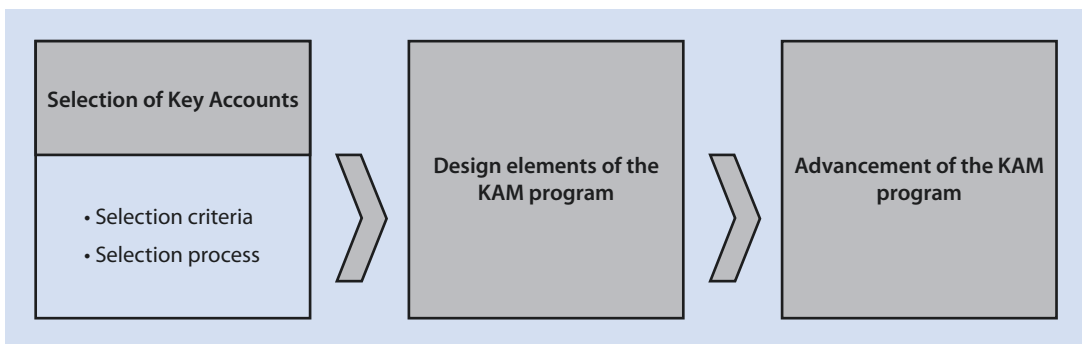 Selection of Key Accounts
• Selection criteria
• Selection process
Design elements of the
KAM program
Advancement of the KAM
program